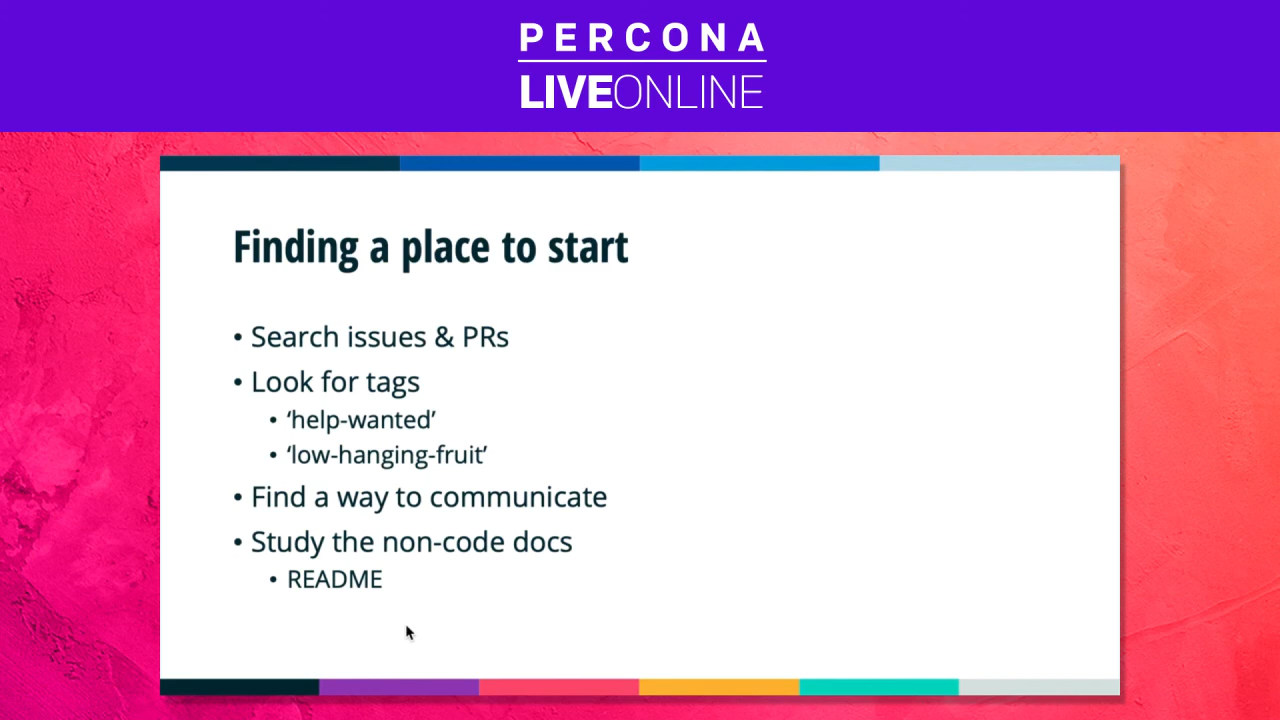 PERCONA
LIVEONLINE
Finding a place to start
• Search issues & PRs
• Look for tags
• ‘help-wanted’
• ‘low-hanging-fruit’
• Find a way to communicate
• Study the non-code docs
• README